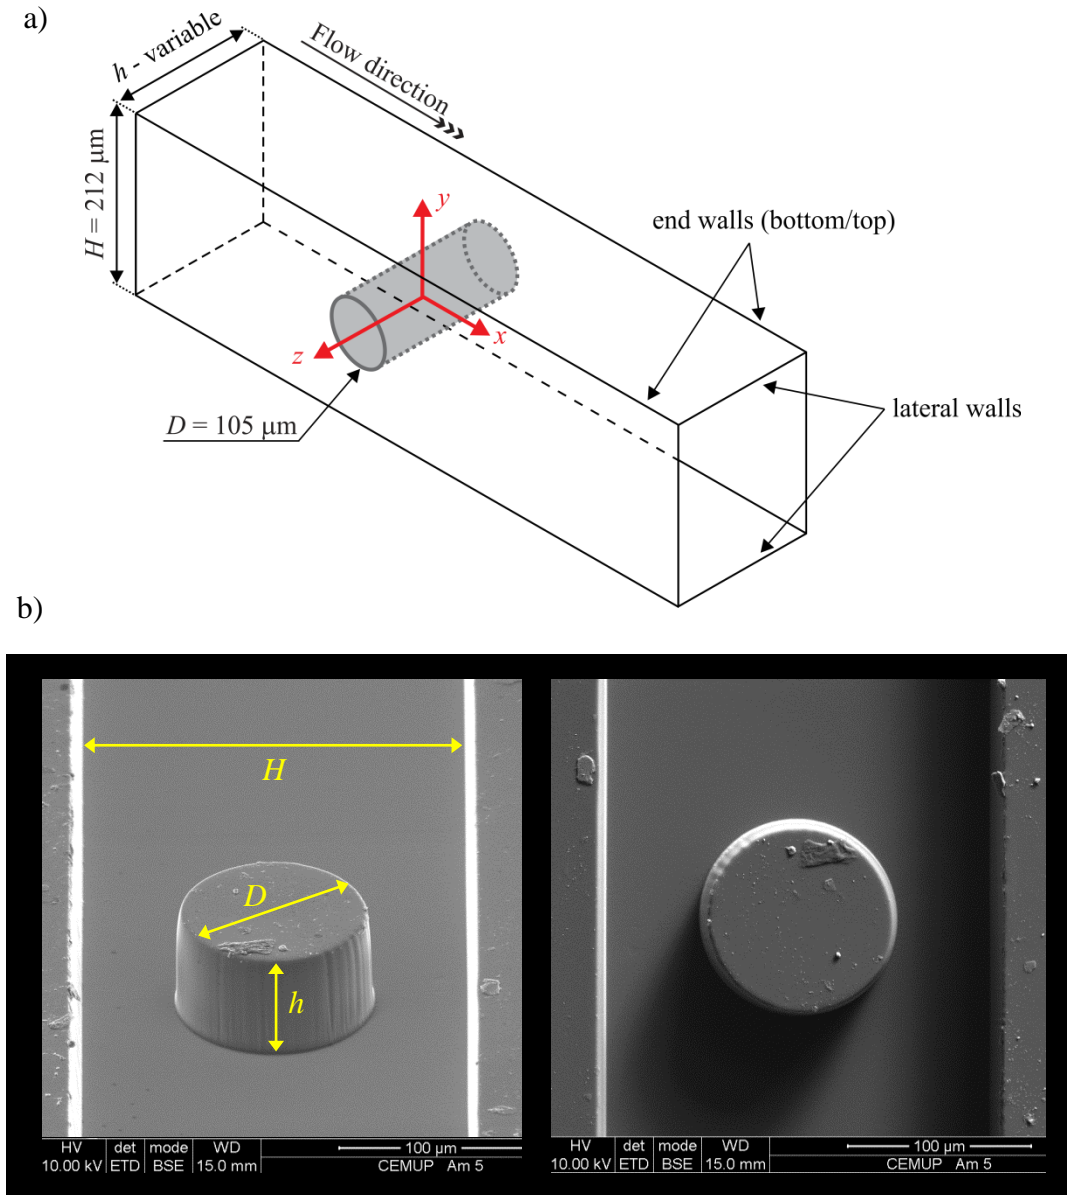 a)
h - variable
Flow direction
H = 212 μm
y
x
z
D = 105 μm
end walls (bottom/top)
lateral walls
b)
H
D
h
HV det mode WD 100 μm
10.00 kV ETD BSE 15.0 mm CEMUP Am 5
HV det mode WD 100 μm
10.00 kV ETD BSE 15.0 mm CEMUP Am 5